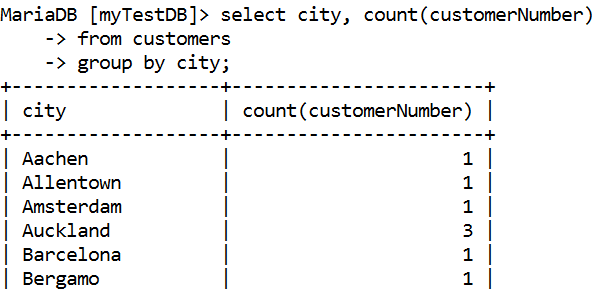 MariaDB [myTestDB]> select city, count(customerNumber)
    -> from customers
    -> group by city;
+-------------------+-----------------------+
| city              | count(customerNumber) |
+-------------------+-----------------------+
| Aachen            |                     1 |
| Allentown         |                     1 |
| Amsterdam         |                     1 |
| Auckland          |                     3 |
| Barcelona         |                     1 |
| Bergamo           |                     1 |